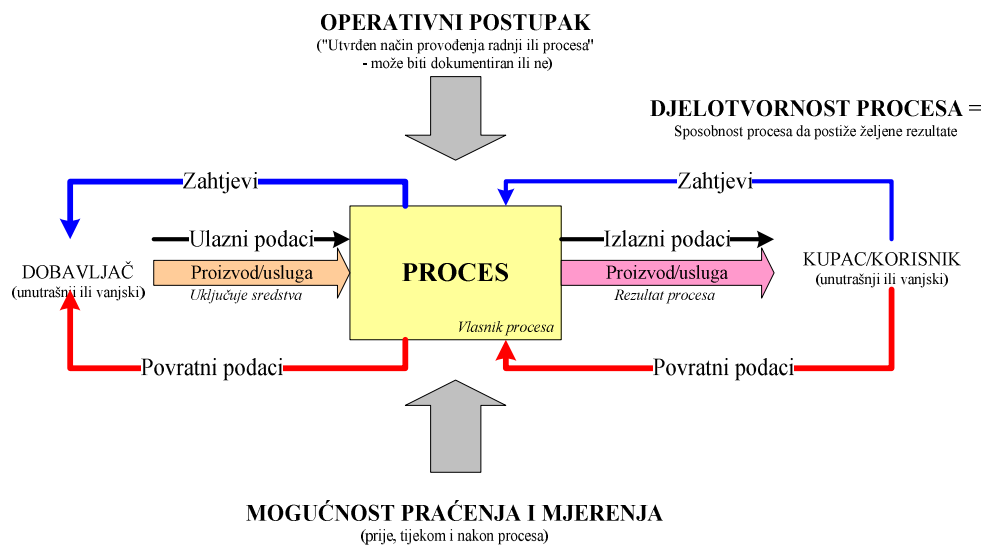 OPERATIVNI POSTUPAK
("Utvrđen način provođenja radnji ili procesa"
- može biti dokumentiran ili ne)
DJELOTVORNOST PROCESA =
Sposobnost procesa da postiže željene rezultate
Zahtjevi
Zahtjevi
Ulazni podaci
Izlazni podaci
DOBAVLJAČ
(unutrašnji ili vanjski)
Proizvod/usluga
Uključuje sredstva
PROCES
Vlasnik procesa
Proizvod/usluga
Rezultat procesa
KUPAC/KORISNIK
(unutrašnji ili vanjski)
Povratni podaci
Povratni podaci
MOGUĆNOST PRAĆENJA I MJERENJA
(prije, tijekom i nakon procesa)